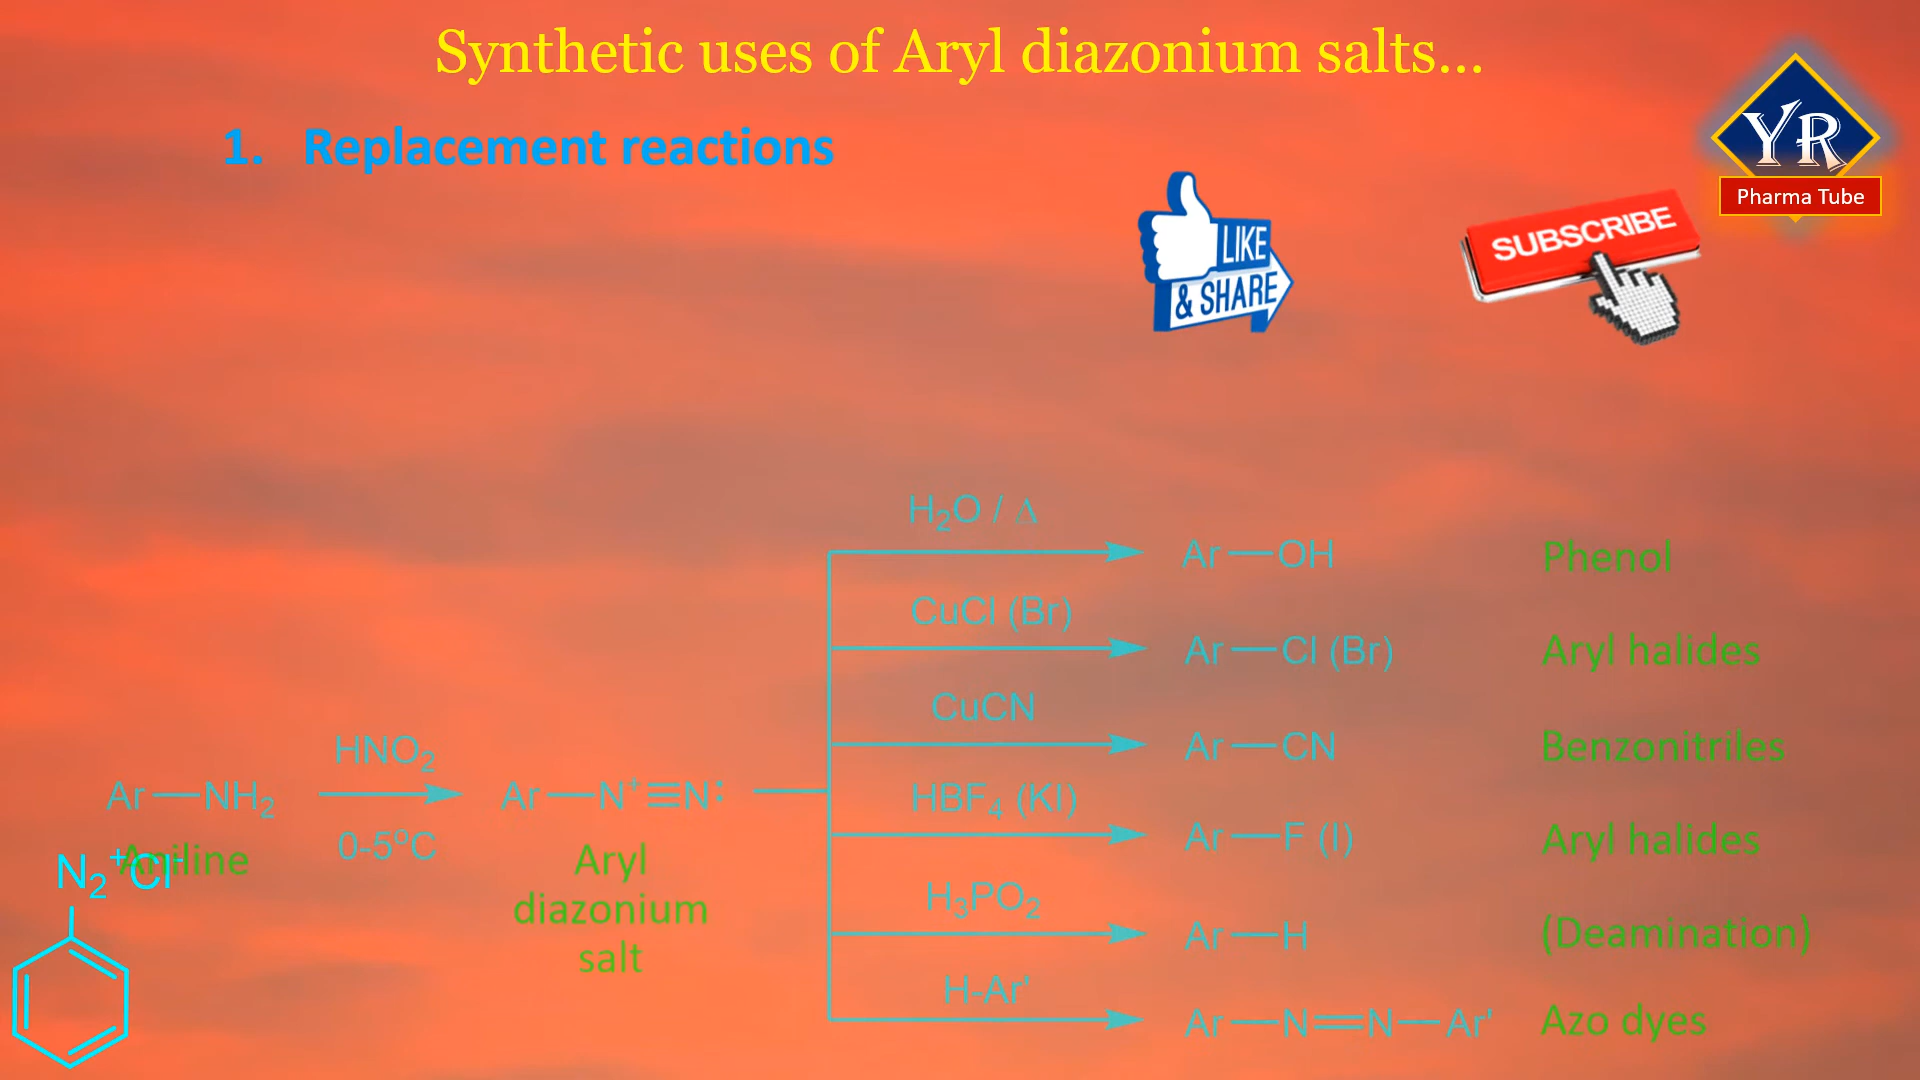 Synthetic uses of Aryl diazonium salts...
YR
Pharma Tube
1. Replacement reactions
LIKE
& SHARE
SUBSCRIBE
H₂O / Δ
Ar—OH Phenol
CuCl (Br)
Ar—Cl (Br) Aryl halides
CuCN
Ar—CN Benzonitriles
HNO₂
Ar—NH₂
0-5⁰C
Ar—N⁺≡N:
HBF₄ (KI)
Ar—F (I) Aryl halides
Aniline
N₂⁺Cl⁻
Aryl
diazonium
salt
H₃PO₂
Ar—H (Deamination)
H-Ar'
Ar—N=N—Ar' Azo dyes